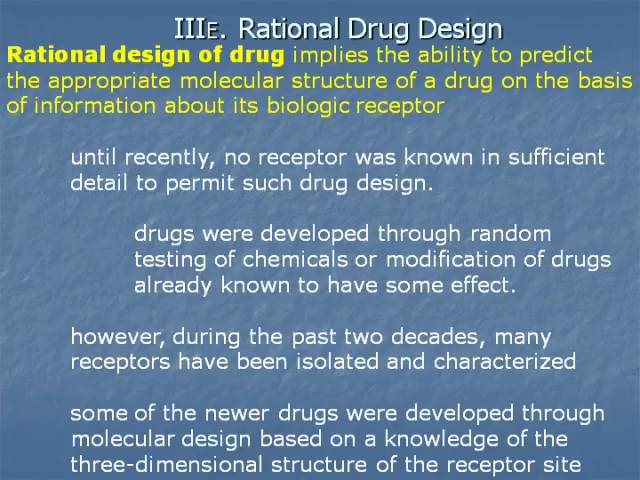 IIIE. Rational Drug Design
Rational design of drug implies the ability to predict
the appropriate molecular structure of a drug on the basis
of information about its biologic receptor
until recently, no receptor was known in sufficient
detail to permit such drug design.
drugs were developed through random
testing of chemicals or modification of drugs
already known to have some effect.
however, during the past two decades, many
receptors have been isolated and characterized
some of the newer drugs were developed through
molecular design based on a knowledge of the
three-dimensional structure of the receptor site